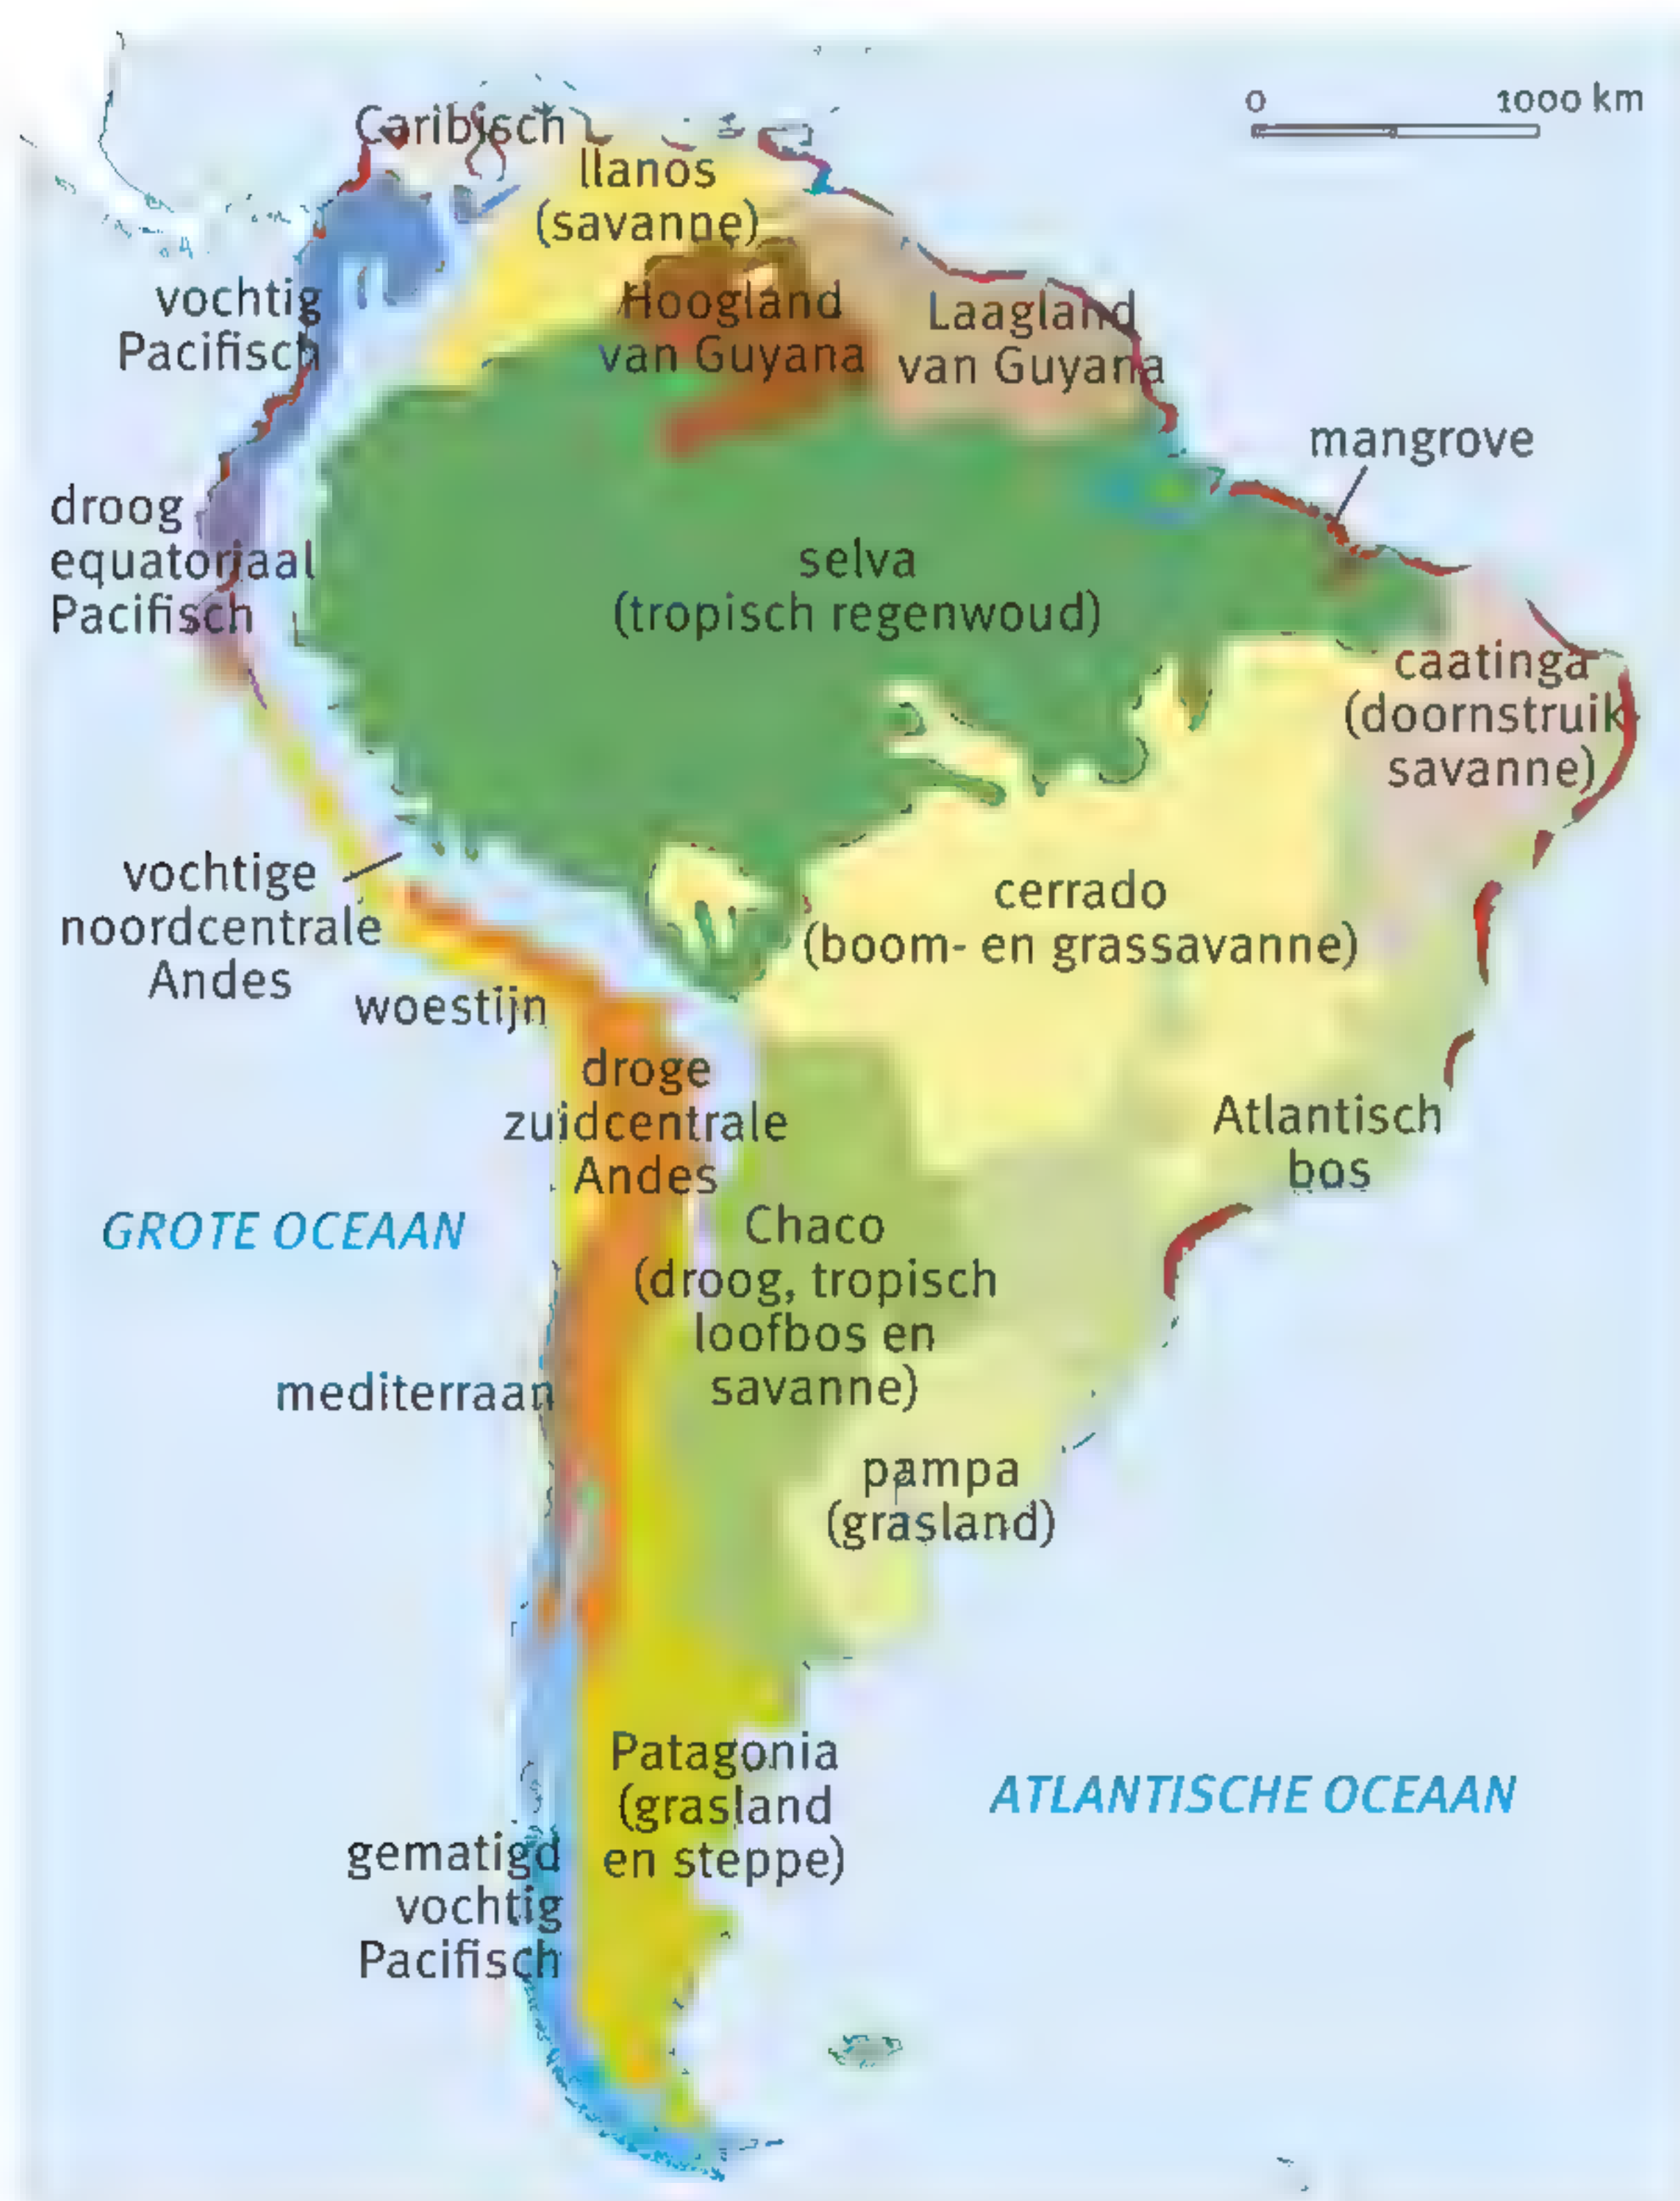 0 1000 km
Caribisch
llanos
(savanne)
vochtig
Pacifisch
Hoogland
van Guyana
Laagland
van Guyana
mangrove
droog
equatoriaal
Pacifisch
selva
(tropisch regenwoud)
caatinga
(doornstruik-
savanne)
vochtige
noordcentrale
Andes
cerrado
(boom- en grassavanne)
woestijn
droge
zuidcentrale
Andes
Atlantisch
bos
GROTE OCEAAN
Chaco
(droog, tropisch
loofbos en
savanne)
mediterraan
pampa
(grasland)
Patagonia
(grasland
en steppe)
ATLANTISCHE OCEAAN
gematigd
vochtig
Pacifisch